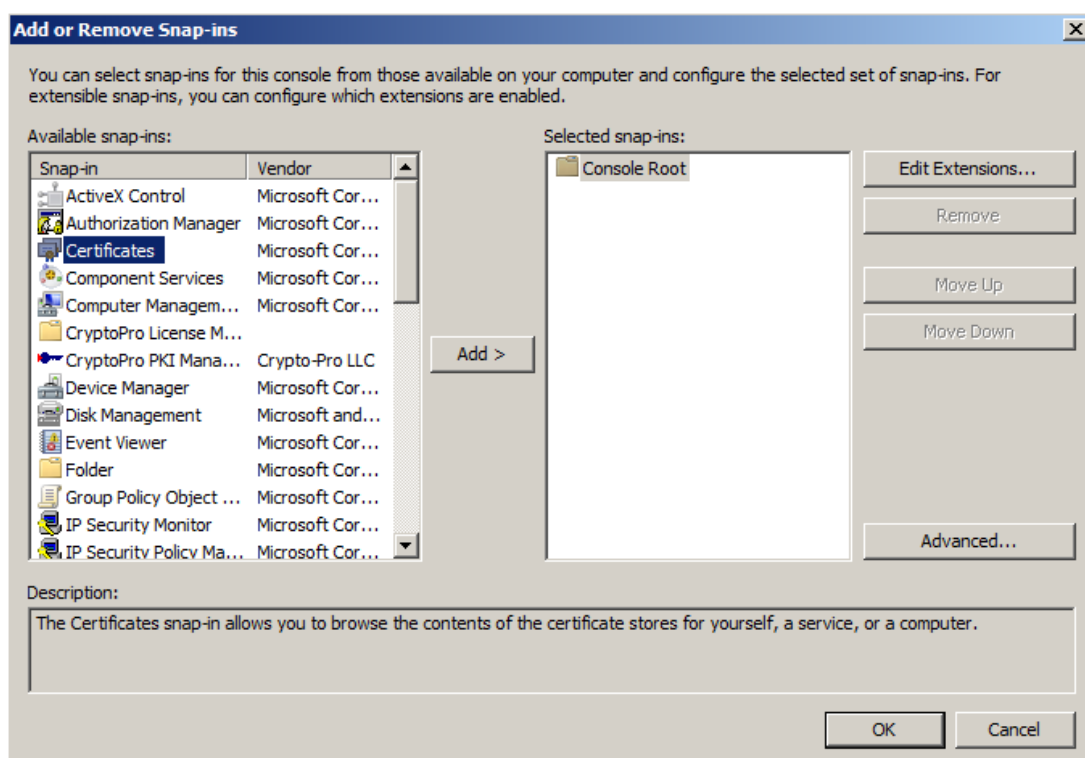 Add or Remove Snap-ins
You can select snap-ins for this console from those available on your computer and configure the selected set of snap-ins. For
extensible snap-ins, you can configure which extensions are enabled.
Available snap-ins:
Snap-in Vendor
ActiveX Control Microsoft Cor...
Authorization Manager Microsoft Cor...
Certificates Microsoft Cor...
Component Services Microsoft Cor...
Computer Managem... Microsoft Cor...
CryptoPro License M...
CryptoPro PKI Mana... Crypto-Pro LLC
Device Manager Microsoft Cor...
Disk Management Microsoft and...
Event Viewer Microsoft Cor...
Folder Microsoft Cor...
Group Policy Object ... Microsoft Cor...
IP Security Monitor Microsoft Cor...
IP Security Policy Ma... Microsoft Cor...
Add >
Selected snap-ins:
Console Root
Edit Extensions...
Remove
Move Up
Move Down
Advanced...
Description:
The Certificates snap-in allows you to browse the contents of the certificate stores for yourself, a service, or a computer.
OK
Cancel